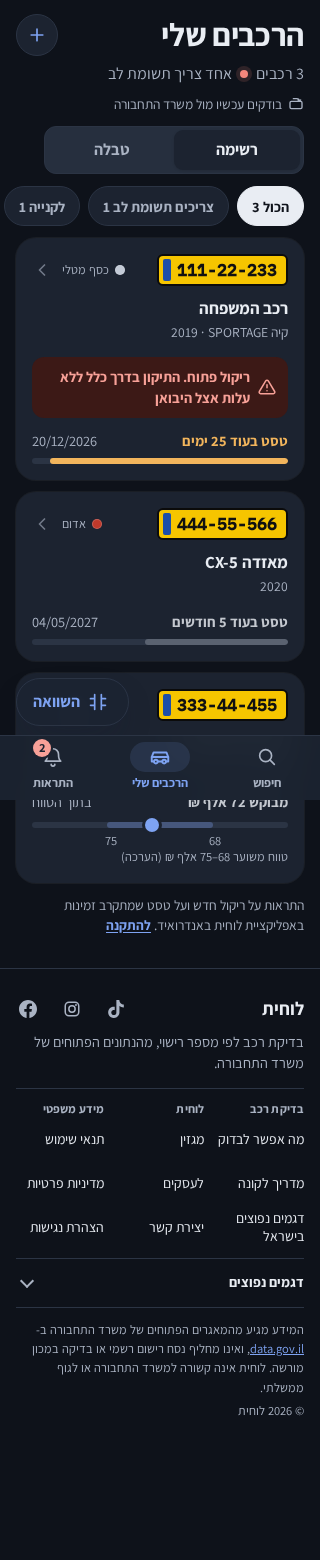 הרכבים שלי
3 רכבים אחד צריך תשומת לב
בודקים עכשיו מול משרד התחבורה
רשימה
טבלה
הכול 3
צריכים תשומת לב 1
לקנייה 1
111-22-233
כסף מטלי
רכב המשפחה
קיה SPORTAGE · 2019
ריקול פתוח. התיקון בדרך כלל ללא
עלות אצל היבואן
טסט בעוד 25 ימים
20/12/2026
444-55-566
אדום
מאזדה CX-5
2020
טסט בעוד 5 חודשים
04/05/2027
333-44-455
השוואה
חיפוש
הרכבים שלי
2
התראות
מבוקש 72 אלף ₪
בתוך הטווח
68
75
טווח משוער 68–75 אלף ₪ (הערכה)
התראות על ריקול חדש ועל טסט שמתקרב זמינות
באפליקציית לוחית באנדרואיד. להתקנה
לוחית
בדיקת רכב לפי מספר רישוי, מהנתונים הפתוחים של
משרד התחבורה.
בדיקת רכב
לוחית
מידע משפטי
מה אפשר לבדוק
מגזין
תנאי שימוש
מדריך לקונה
לעסקים
מדיניות פרטיות
דגמים נפוצים
בישראל
יצירת קשר
הצהרת נגישות
דגמים נפוצים
המידע מגיע מהמאגרים הפתוחים של משרד התחבורה ב-
data.gov.il, ואינו מחליף נסח רישום רשמי או בדיקה במכון
מורשה. לוחית אינה קשורה למשרד התחבורה או לגוף
ממשלתי.
© 2026 לוחית